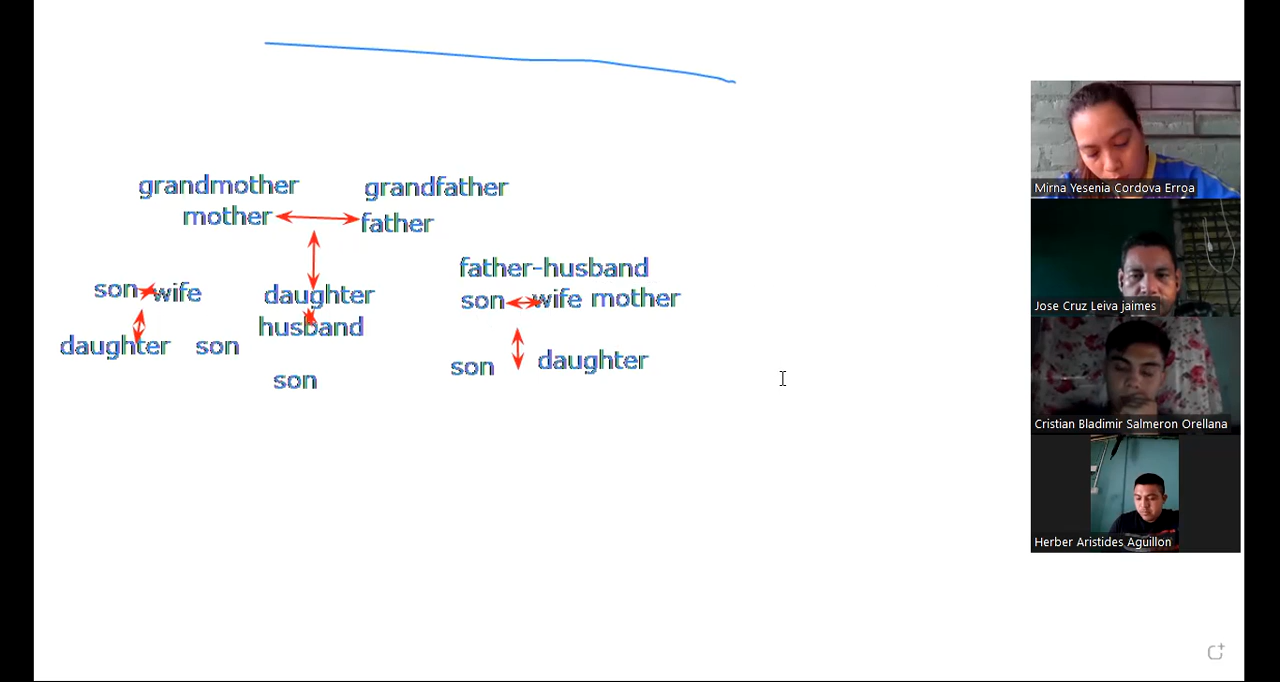 grandmother grandfather
mother father
father-husband
son wife daughter son wife mother
husband
daughter son son daughter
son
Mirna Yesenia Cordova Erroa
Jose Cruz Leiva jaimes
Cristian Bladimir Salmeron Orellana
Herber Aristides Aguillon